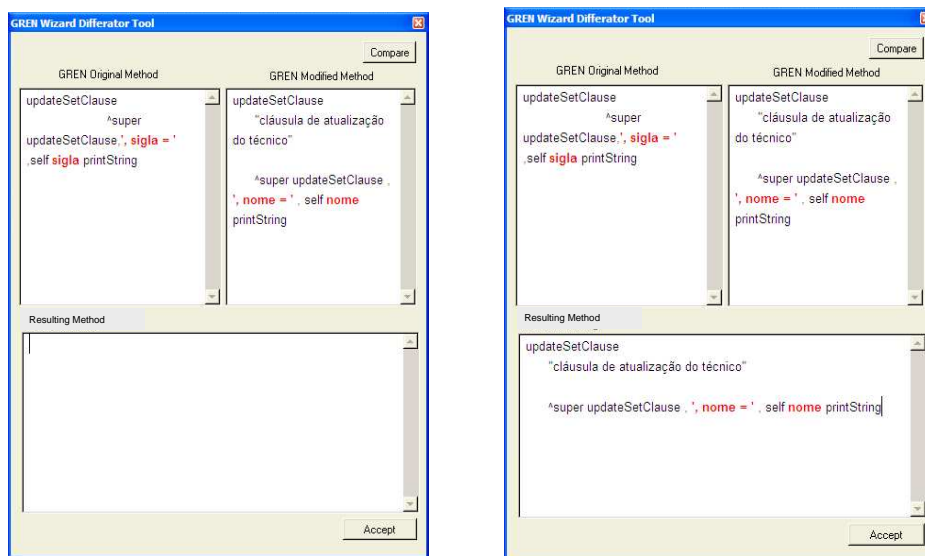 GREN Wizard Differator Tool
Compare
GREN Original Method
GREN Modified Method
updateSetClause
^super
updateSetClause,', sigla = '
,self sigla printString
updateSetClause
"cláusula de atualização
do técnico"
^super updateSetClause ,
', nome = ' , self nome
printString
Resulting Method
Accept
GREN Wizard Differator Tool
Compare
GREN Original Method
GREN Modified Method
updateSetClause
^super
updateSetClause,', sigla = '
,self sigla printString
updateSetClause
"cláusula de atualização
do técnico"
^super updateSetClause ,
', nome = ' , self nome
printString
Resulting Method
updateSetClause
"cláusula de atualização do técnico"
^super updateSetClause , ', nome = ' , self nome printString
Accept